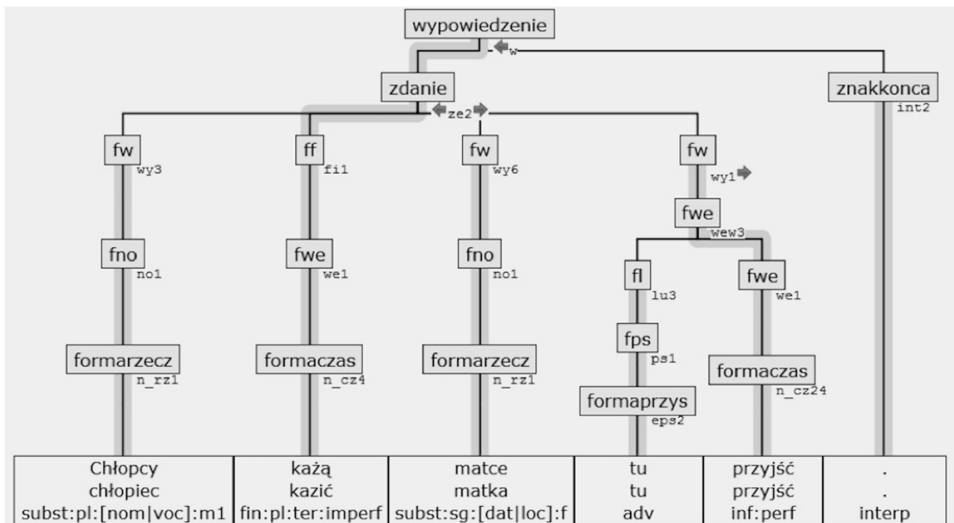 wypowiedzenie
w
zdanie
znakkonca
ze2
int2
fw
ff
fw
fw
wy3
fi1
wy6
wy1
fwe
wew3
fno
fwe
fno
fl
fwe
no1
we1
no1
lu3
we1
fps
ps1
formarzecz
formaczas
formarzecz
formaczas
n_rz1
n_cz4
n_rz1
n_cz24
formaprzys
eps2
Chłopcy każą matce tu przyjść .
chłopiec kazić matka tu przyjść .
subst:pl:[nom|voc]:m1 fin:pl:ter:imperf subst:sg:[dat|loc]:f adv inf:perf interp